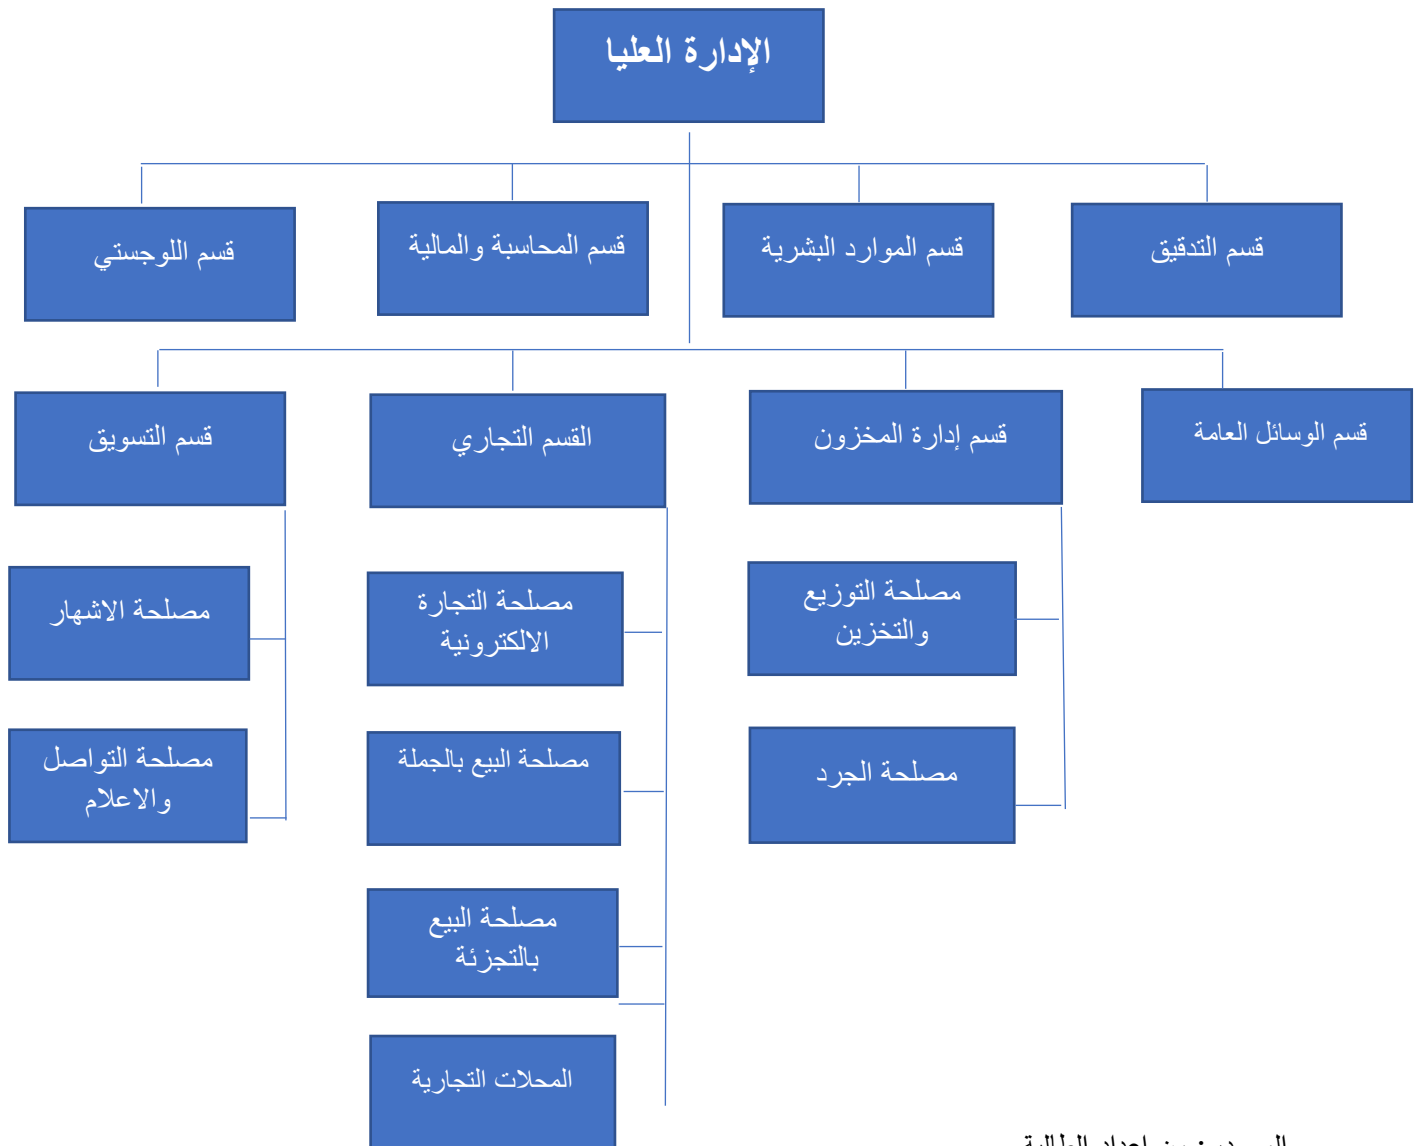 الإدارة العليا
قسم التدقيق
قسم الموارد البشرية
قسم المحاسبة والمالية
قسم اللوجستي
قسم الوسائل العامة
قسم إدارة المخزون
القسم التجاري
قسم التسويق
مصلحة التوزيع
والتخزين
مصلحة التجارة
الالكترونية
مصلحة الاشهار
مصلحة الجرد
مصلحة البيع بالجملة
مصلحة التواصل
والاعلام
مصلحة البيع
بالتجزئة
المحلات التجارية